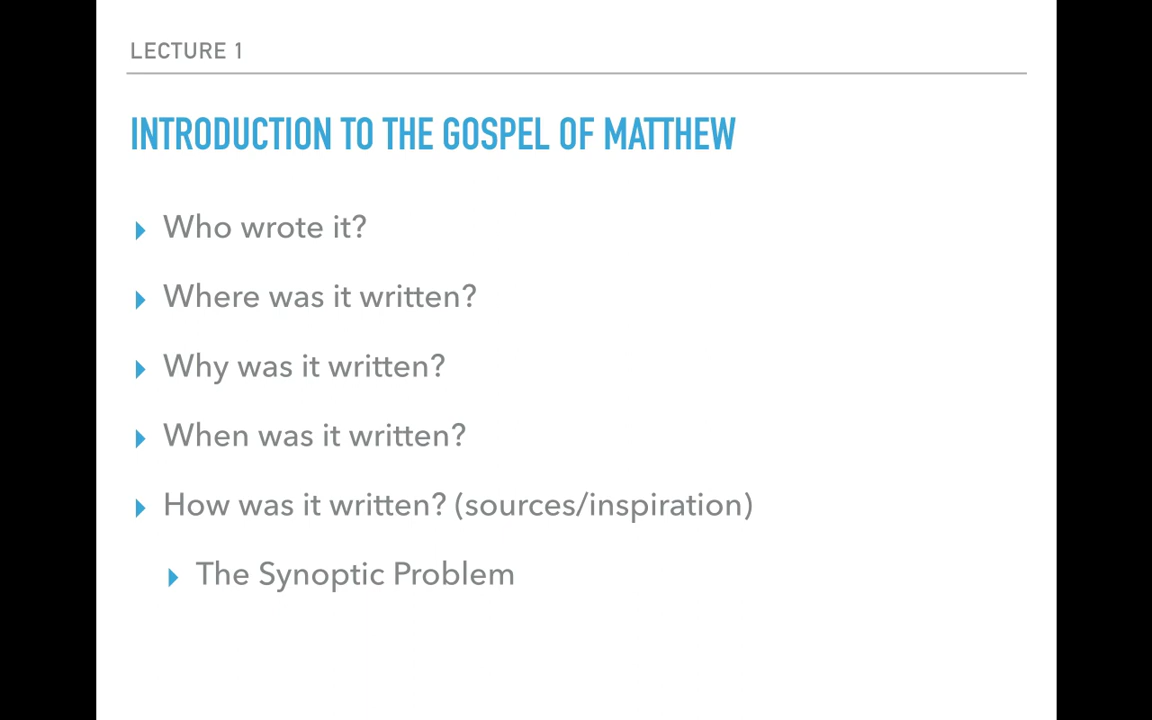 LECTURE 1
INTRODUCTION TO THE GOSPEL OF MATTHEW
Who wrote it?
Where was it written?
Why was it written?
When was it written?
How was it written? (sources/inspiration)
The Synoptic Problem